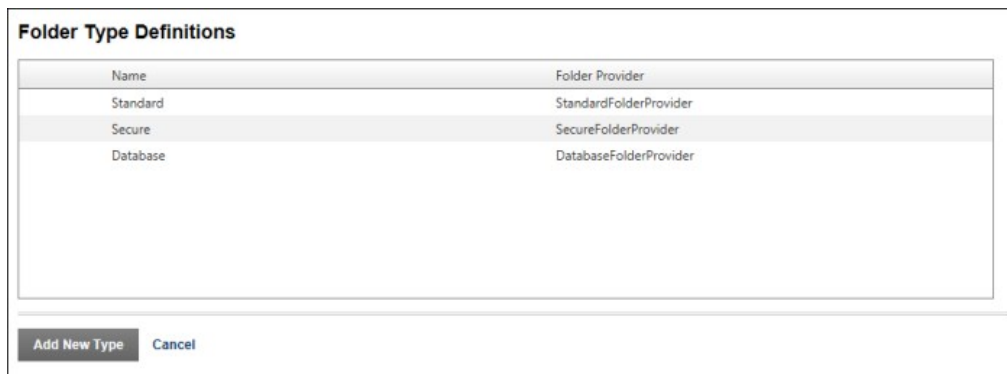 Folder Type Definitions
Name Folder Provider
Standard StandardFolderProvider
Secure SecureFolderProvider
Database DatabaseFolderProvider
Add New Type Cancel